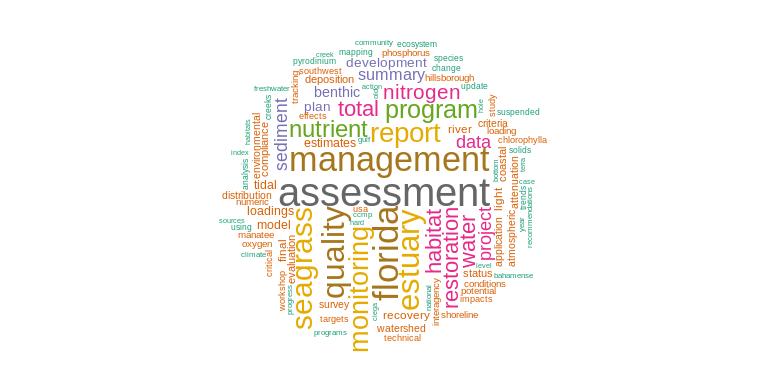 community
creek
ecosystem
mapping
phosphorus
pyrodinium
development
species
southwest
summary
change
deposition
hillsborough
freshwater
tracking
benthic
action
nitrogen
update
old
study
creeks
sediment
plan
total
program
hole
suspended
effects
habitats
environmental
compliance
nutrient
report
river
criteria
loading
estimates
gulf
data
chlorophylla
index
analysis
management
bottom
coastal
solids
tidal
assessment
light
attenuation
terra
case
distribution
numeric
trends
recommendations
loadings
seagrass
quality
usa
ccmp
florida
estuary
habitat
restoration
water
project
application
atmospheric
year
sources
using
model
hard
monitoring
manatee
oxygen
final
evaluation
climate
critical
level
status
bahamense
workshop
progress
national
interagency
conditions
potential
impacts
survey
ciega
recovery
shoreline
targets
watershed
programs
technical